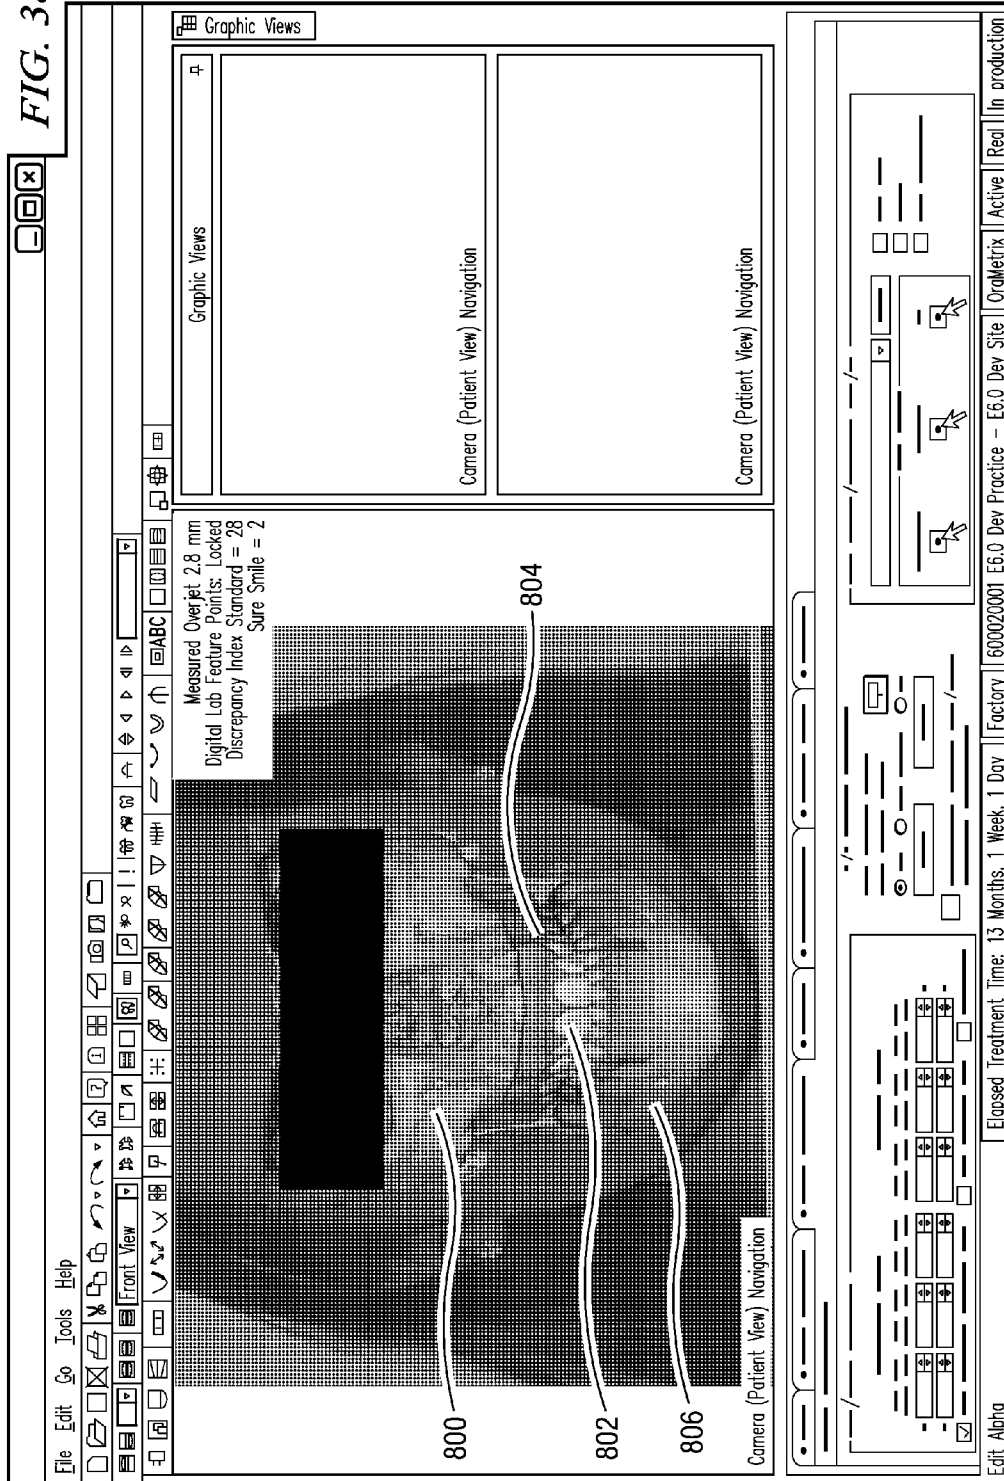 FIG. 3
File Edit Go Tools Help
Front View
ABC
Measured Overjet 2.8 mm
Digital Lab Feature Points: Locked
Discrepancy Index Standard = 28
Sure Smile = 2
Graphic Views
Graphic Views
Camera (Patient View) Navigation
Camera (Patient View) Navigation
Camera (Patient View) Navigation
800
802
804
806
Edit Alpha
Elapsed Treatment Time: 13 Months, 1 Week, 1 Day
Factory
600020001 E6.0 Dev Practice – E6.0 Dev Site
OraMetrix
Active
Real
In production